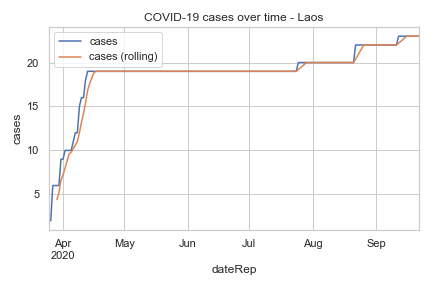 COVID-19 cases over time - Laos
cases
cases (rolling)
20
15
10
5
cases
Apr
2020
May
Jun
Jul
Aug
Sep
dateRep